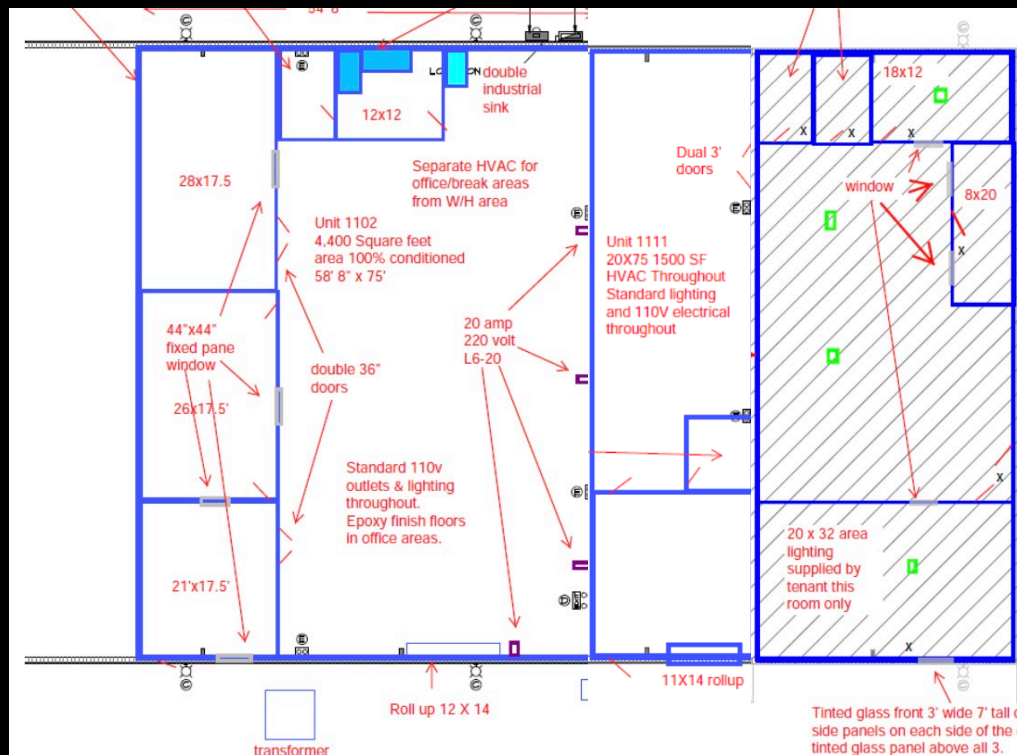 54' 8"
double
industrial
sink
12x12
18x12
28x17.5
Separate HVAC for
office/break areas
from W/H area
Dual 3'
doors
window
8x20
Unit 1102
4,400 Square feet
area 100% conditioned
58' 8" x 75'
Unit 1111
20X75 1500 SF
HVAC Throughout
Standard lighting
and 110V electrical
throughout
44"x44"
fixed pane
window
20 amp
220 volt
L6-20
double 36"
doors
26x17.5'
Standard 110v
outlets & lighting
throughout.
Epoxy finish floors
in office areas.
20 x 32 area
lighting
supplied by
tenant this
room only
21'x17.5'
11X14 rollup
Roll up 12 X 14
transformer
Tinted glass front 3' wide 7' tall
side panels on each side of the
tinted glass panel above all 3.
x
x
x
x
x
x